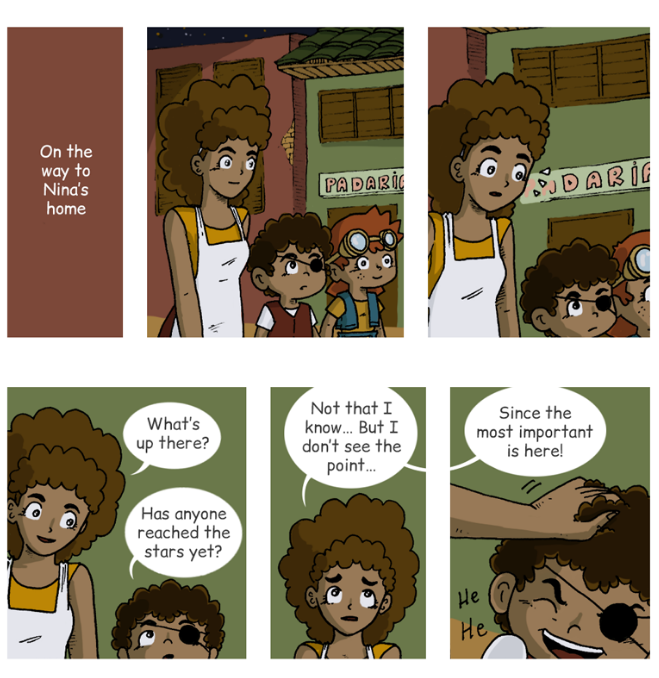 On the
way to
Nina's
home
PADARIA
DARIA
What's
up there?
Has anyone
reached the
stars yet?
Not that I
know... But I
don't see the
point...
Since the
most important
is here!
He
He